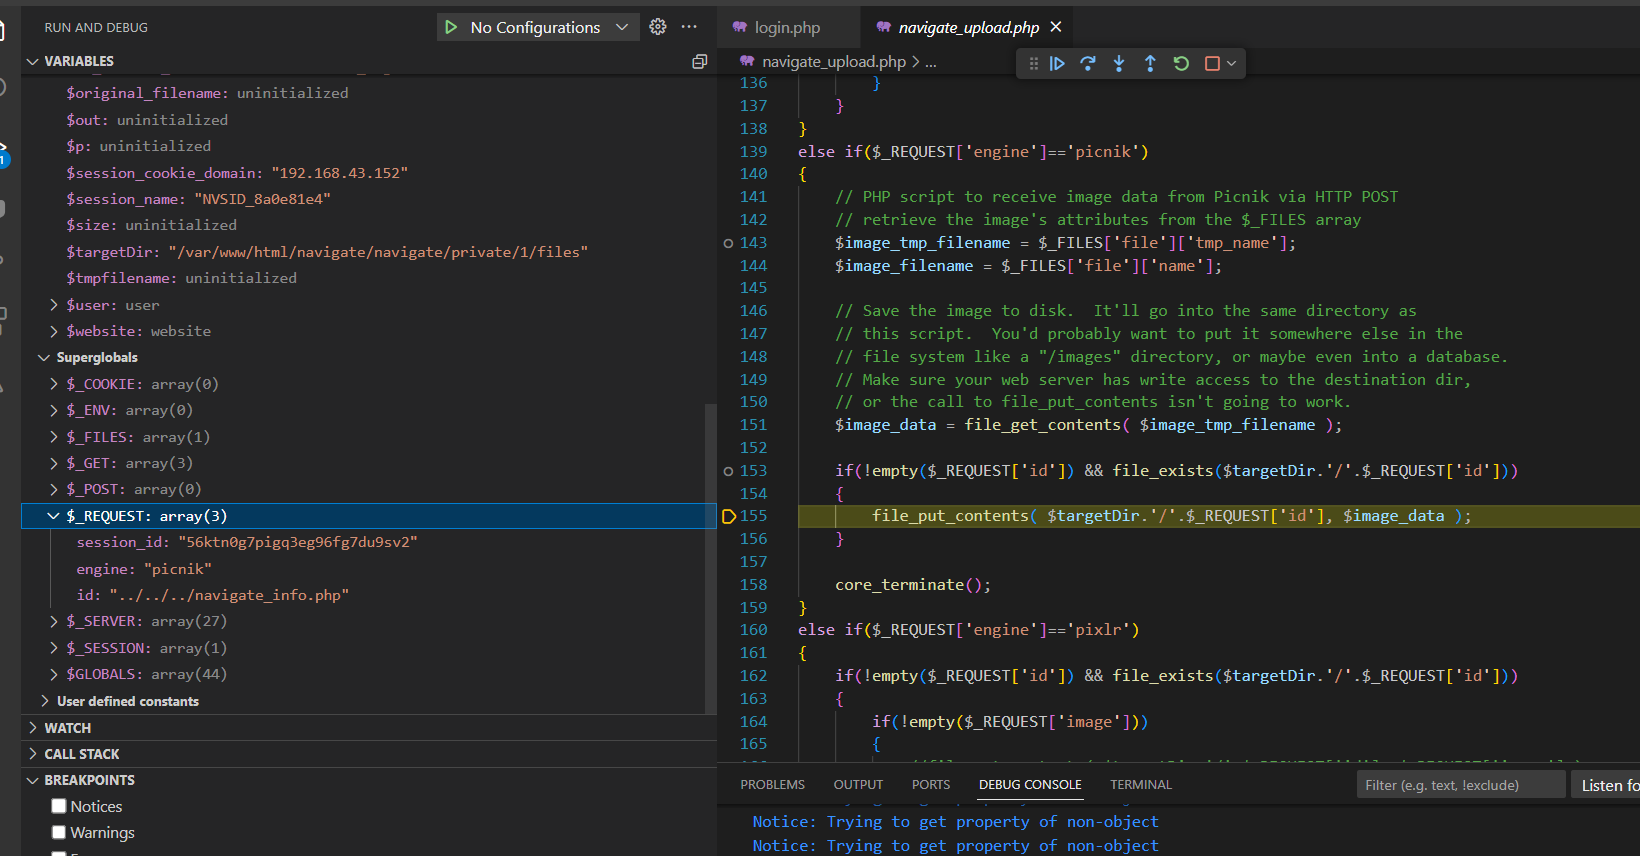 RUN AND DEBUG
No Configurations
VARIABLES
$original_filename: uninitialized
$out: uninitialized
$p: uninitialized
$session_cookie_domain: "192.168.43.152"
$session_name: "NVSID_8a0e81e4"
$size: uninitialized
$targetDir: "/var/www/html/navigate/navigate/private/1/files"
$tmpfilename: uninitialized
$user: user
$website: website
Superglobals
$_COOKIE: array(0)
$_ENV: array(0)
$_FILES: array(1)
$_GET: array(3)
$_POST: array(0)
$_REQUEST: array(3)
session_id: "56ktn0g7pigq3eg96fg7du9sv2"
engine: "picnik"
id: "../../../navigate_info.php"
$_SERVER: array(27)
$_SESSION: array(1)
$GLOBALS: array(44)
User defined constants
WATCH
CALL STACK
BREAKPOINTS
Notices
Warnings
1
login.php
navigate_upload.php
navigate_upload.php > ...
136 }
137 }
138 }
139 else if($_REQUEST['engine']=='picnik')
140 {
141 // PHP script to receive image data from Picnik via HTTP POST
142 // retrieve the image's attributes from the $_FILES array
143 $image_tmp_filename = $_FILES['file']['tmp_name'];
144 $image_filename = $_FILES['file']['name'];
145
146 // Save the image to disk.  It'll go into the same directory as
147 // this script.  You'd probably want to put it somewhere else in the
148 // file system like a "/images" directory, or maybe even into a database.
149 // Make sure your web server has write access to the destination dir,
150 // or the call to file_put_contents isn't going to work.
151 $image_data = file_get_contents( $image_tmp_filename );
152
153 if(!empty($_REQUEST['id']) && file_exists($targetDir.'/'.$_REQUEST['id']))
154 {
155 file_put_contents( $targetDir.'/'.$_REQUEST['id'], $image_data );
156 }
157
158 core_terminate();
159 }
160 else if($_REQUEST['engine']=='pixlr')
161 {
162 if(!empty($_REQUEST['id']) && file_exists($targetDir.'/'.$_REQUEST['id']))
163 {
164 if(!empty($_REQUEST['image']))
165 {
PROBLEMS OUTPUT PORTS DEBUG CONSOLE TERMINAL
Filter (e.g. text, !exclude)
Listen fo
Notice: Trying to get property of non-object
Notice: Trying to get property of non-object